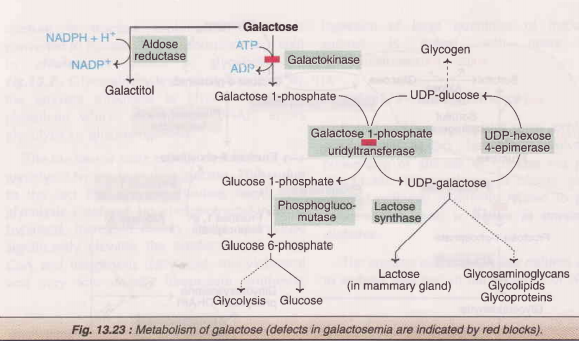 Galactose
NADPH + H+
Aldose
reductase
NADP+
Galactitol
ATP
Galactokinase
ADP
Glycogen
Galactose 1-phosphate
UDP-glucose
Galactose 1-phosphate
uridyltransferase
UDP-hexose
4-epimerase
Glucose 1-phosphate
UDP-galactose
Phosphogluco-
mutase
Lactose
synthase
Glucose 6-phosphate
Glycolysis
Glucose
Lactose
(in mammary gland)
Glycosaminoglycans
Glycolipids
Glycoproteins
Fig. 13.23 : Metabolism of galactose (defects in galactosemia are indicated by red blocks).